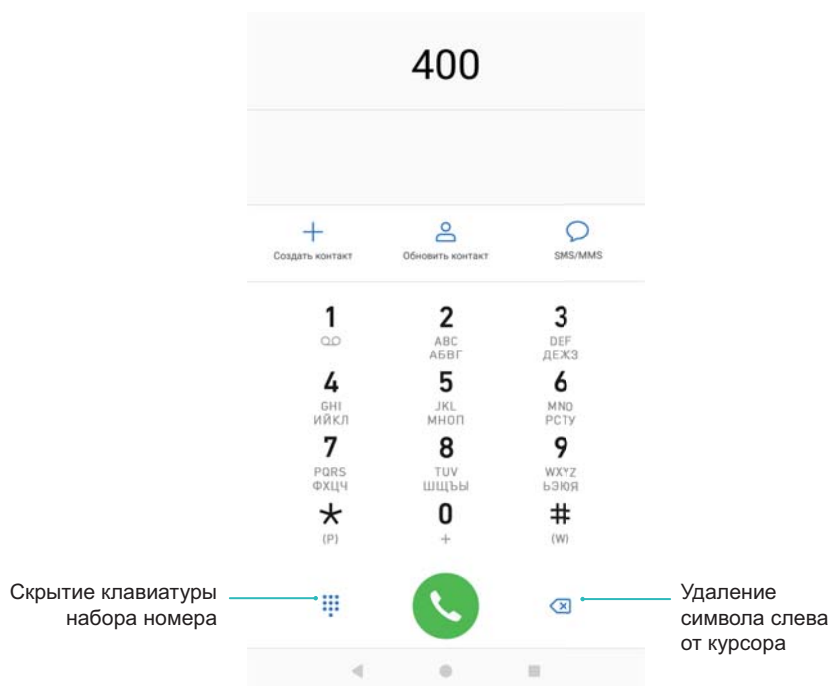 400
Создать контакт Обновить контакт SMS/MMS
1 2 3
ABC DEF
АБВГ ДЕЖЗ
4 5 6
GHI JKL MNO
ИЙКЛ МНОП РСТУ
7 8 9
PQRS TUV WXYZ
ФХЦЧ ШЩЪЫ ЬЭЮЯ
* 0 #
(P) + (W)
Скрытие клавиатуры
набора номера
Удаление
символа слева
от курсора